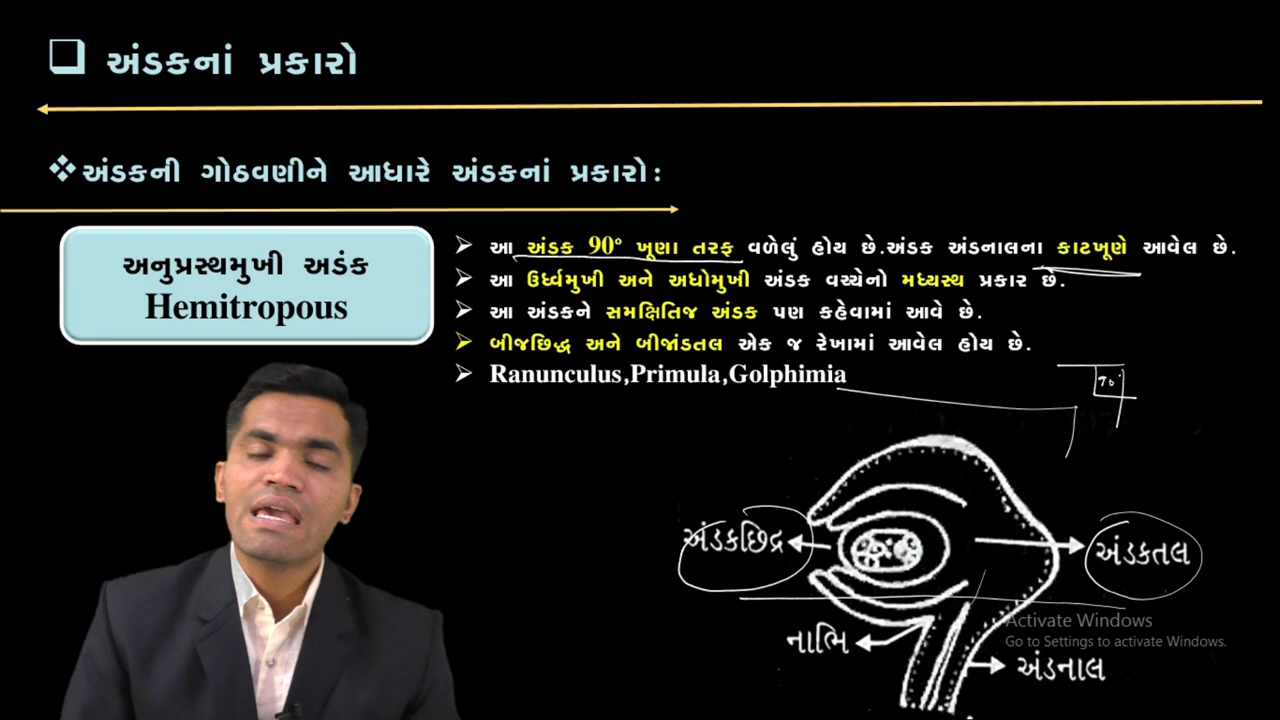 અંડકનાં પ્રકારો
અંડકની ગોઠવણીને આધારે અંડકનાં પ્રકારો:
અનુપ્રસ્થમુખી અડંક
Hemitropous
આ અંડક 90° ખૂણા તરફ વળેલું હોય છે.અંડક અંડનાલના કાટખૂણે આવેલ છે.
આ ઉર્ધ્વમુખી અને અધોમુખી અંડક વચ્ચેનો મધ્યસ્થ પ્રકાર છે.
આ અંડકને સમક્ષિતિજ અંડક પણ કહેવામાં આવે છે.
બીજછિદ્ર અને બીજાંડતલ એક જ રેખામાં આવેલ હોય છે.
Ranunculus,Primula,Golphimia
90°
અંડકછિદ્ર
અંડકતલ
નાભિ
અંડનાલ
Activate Windows
Go to Settings to activate Windows.